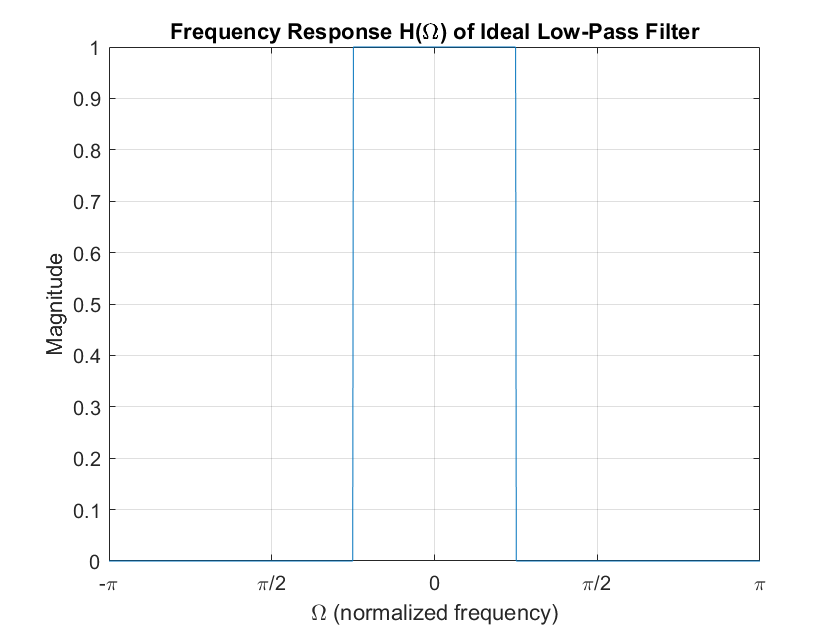 Frequency Response H(Ω) of Ideal Low-Pass Filter
1
0.9
0.8
0.7
0.6
0.5
0.4
0.3
0.2
0.1
0
Magnitude
-π
π/2
0
π/2
π
Ω (normalized frequency)